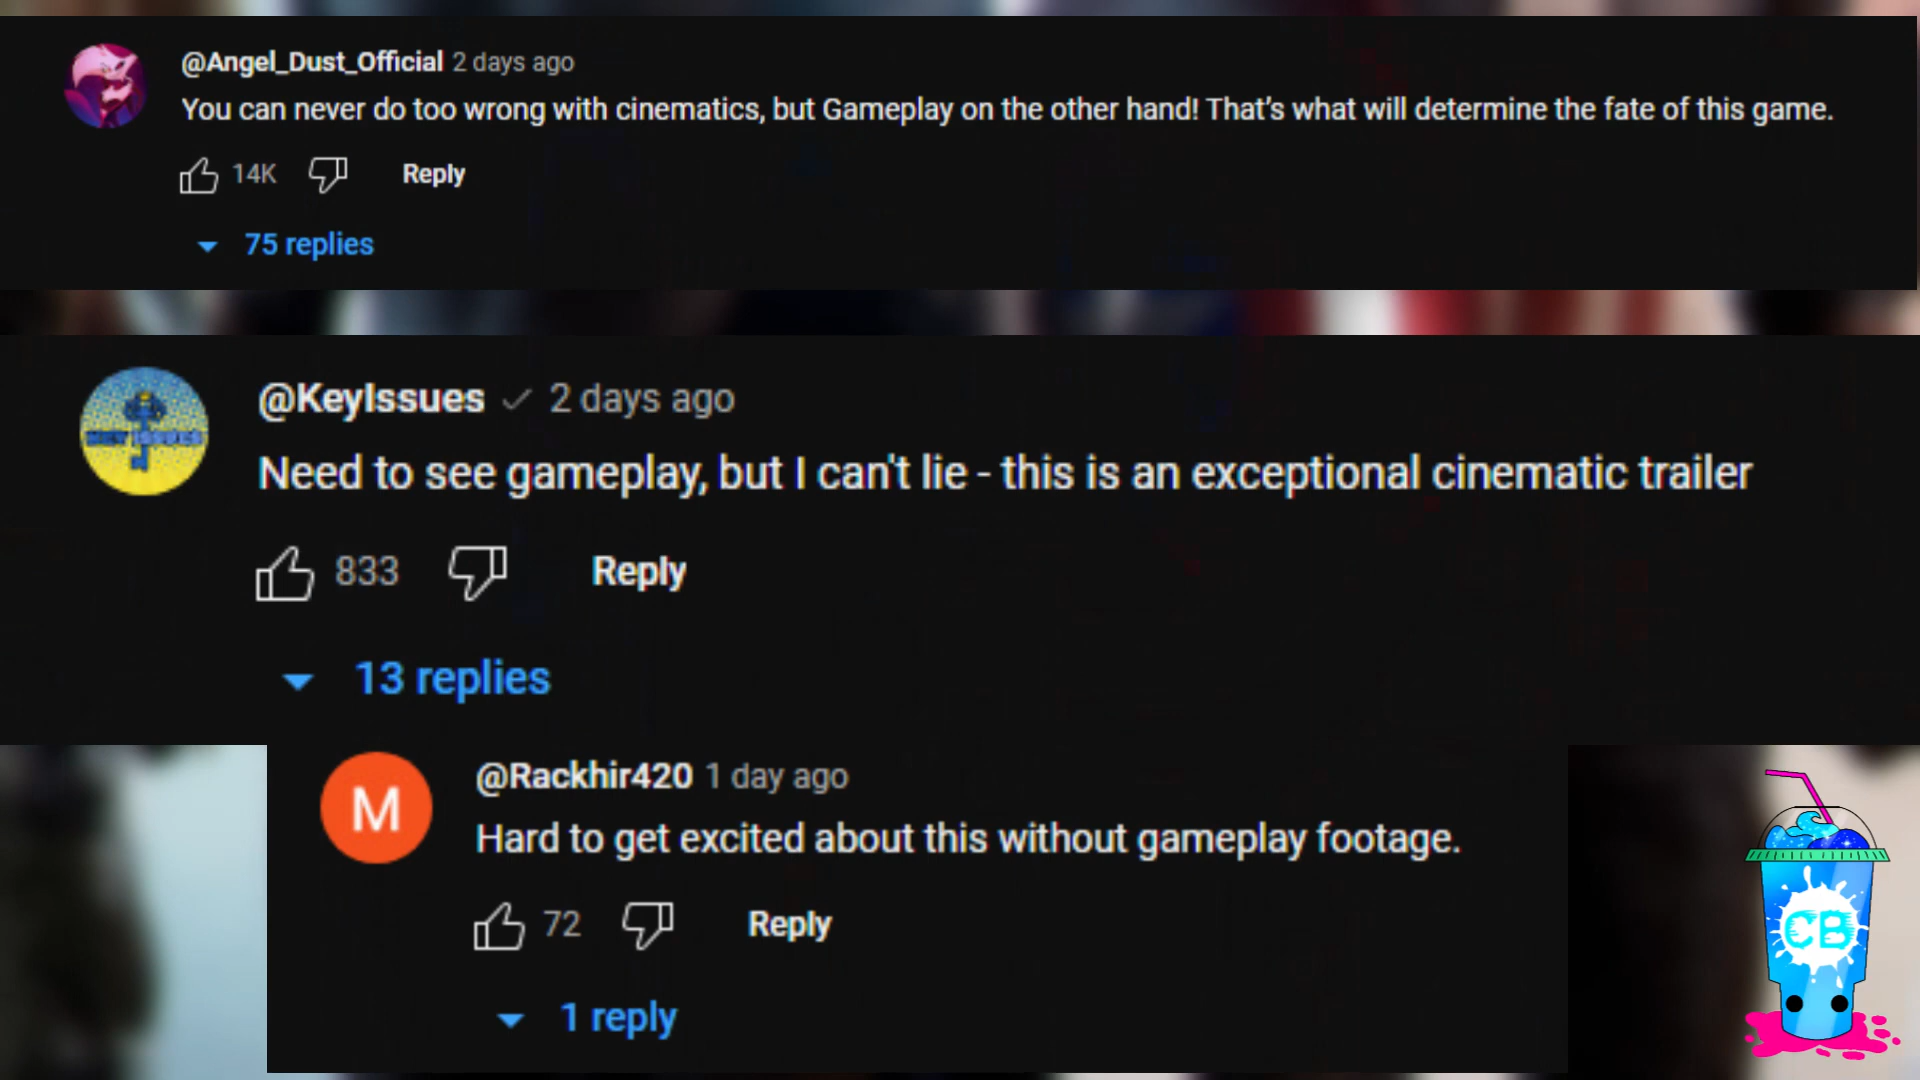 @Angel_Dust_Official 2 days ago
You can never do too wrong with cinematics, but Gameplay on the other hand! That’s what will determine the fate of this game.
14K Reply
75 replies
@KeyIssues 2 days ago
Need to see gameplay, but I can't lie - this is an exceptional cinematic trailer
833 Reply
13 replies
M
@Rackhir420 1 day ago
Hard to get excited about this without gameplay footage.
72 Reply
1 reply
CB